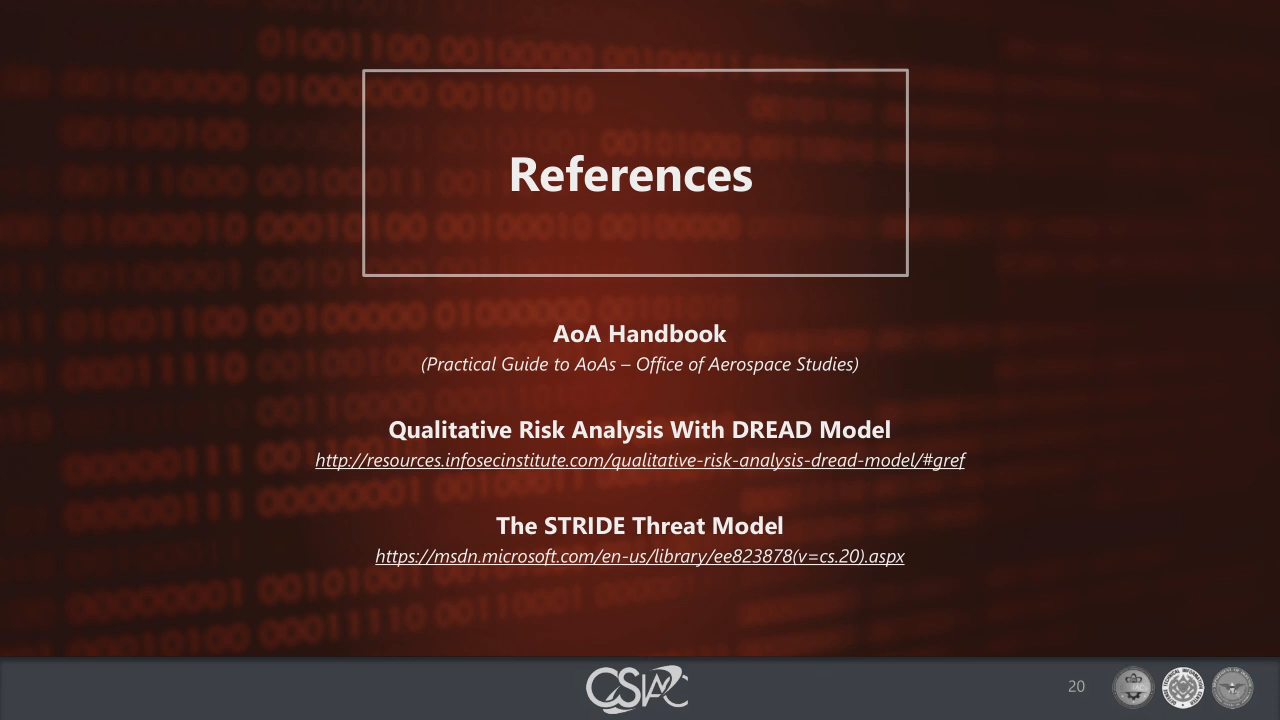 References
AoA Handbook
(Practical Guide to AoAs – Office of Aerospace Studies)
Qualitative Risk Analysis With DREAD Model
http://resources.infosecinstitute.com/qualitative-risk-analysis-dread-model/#gref
The STRIDE Threat Model
https://msdn.microsoft.com/en-us/library/ee823878(v=cs.20).aspx
CSIAC
20